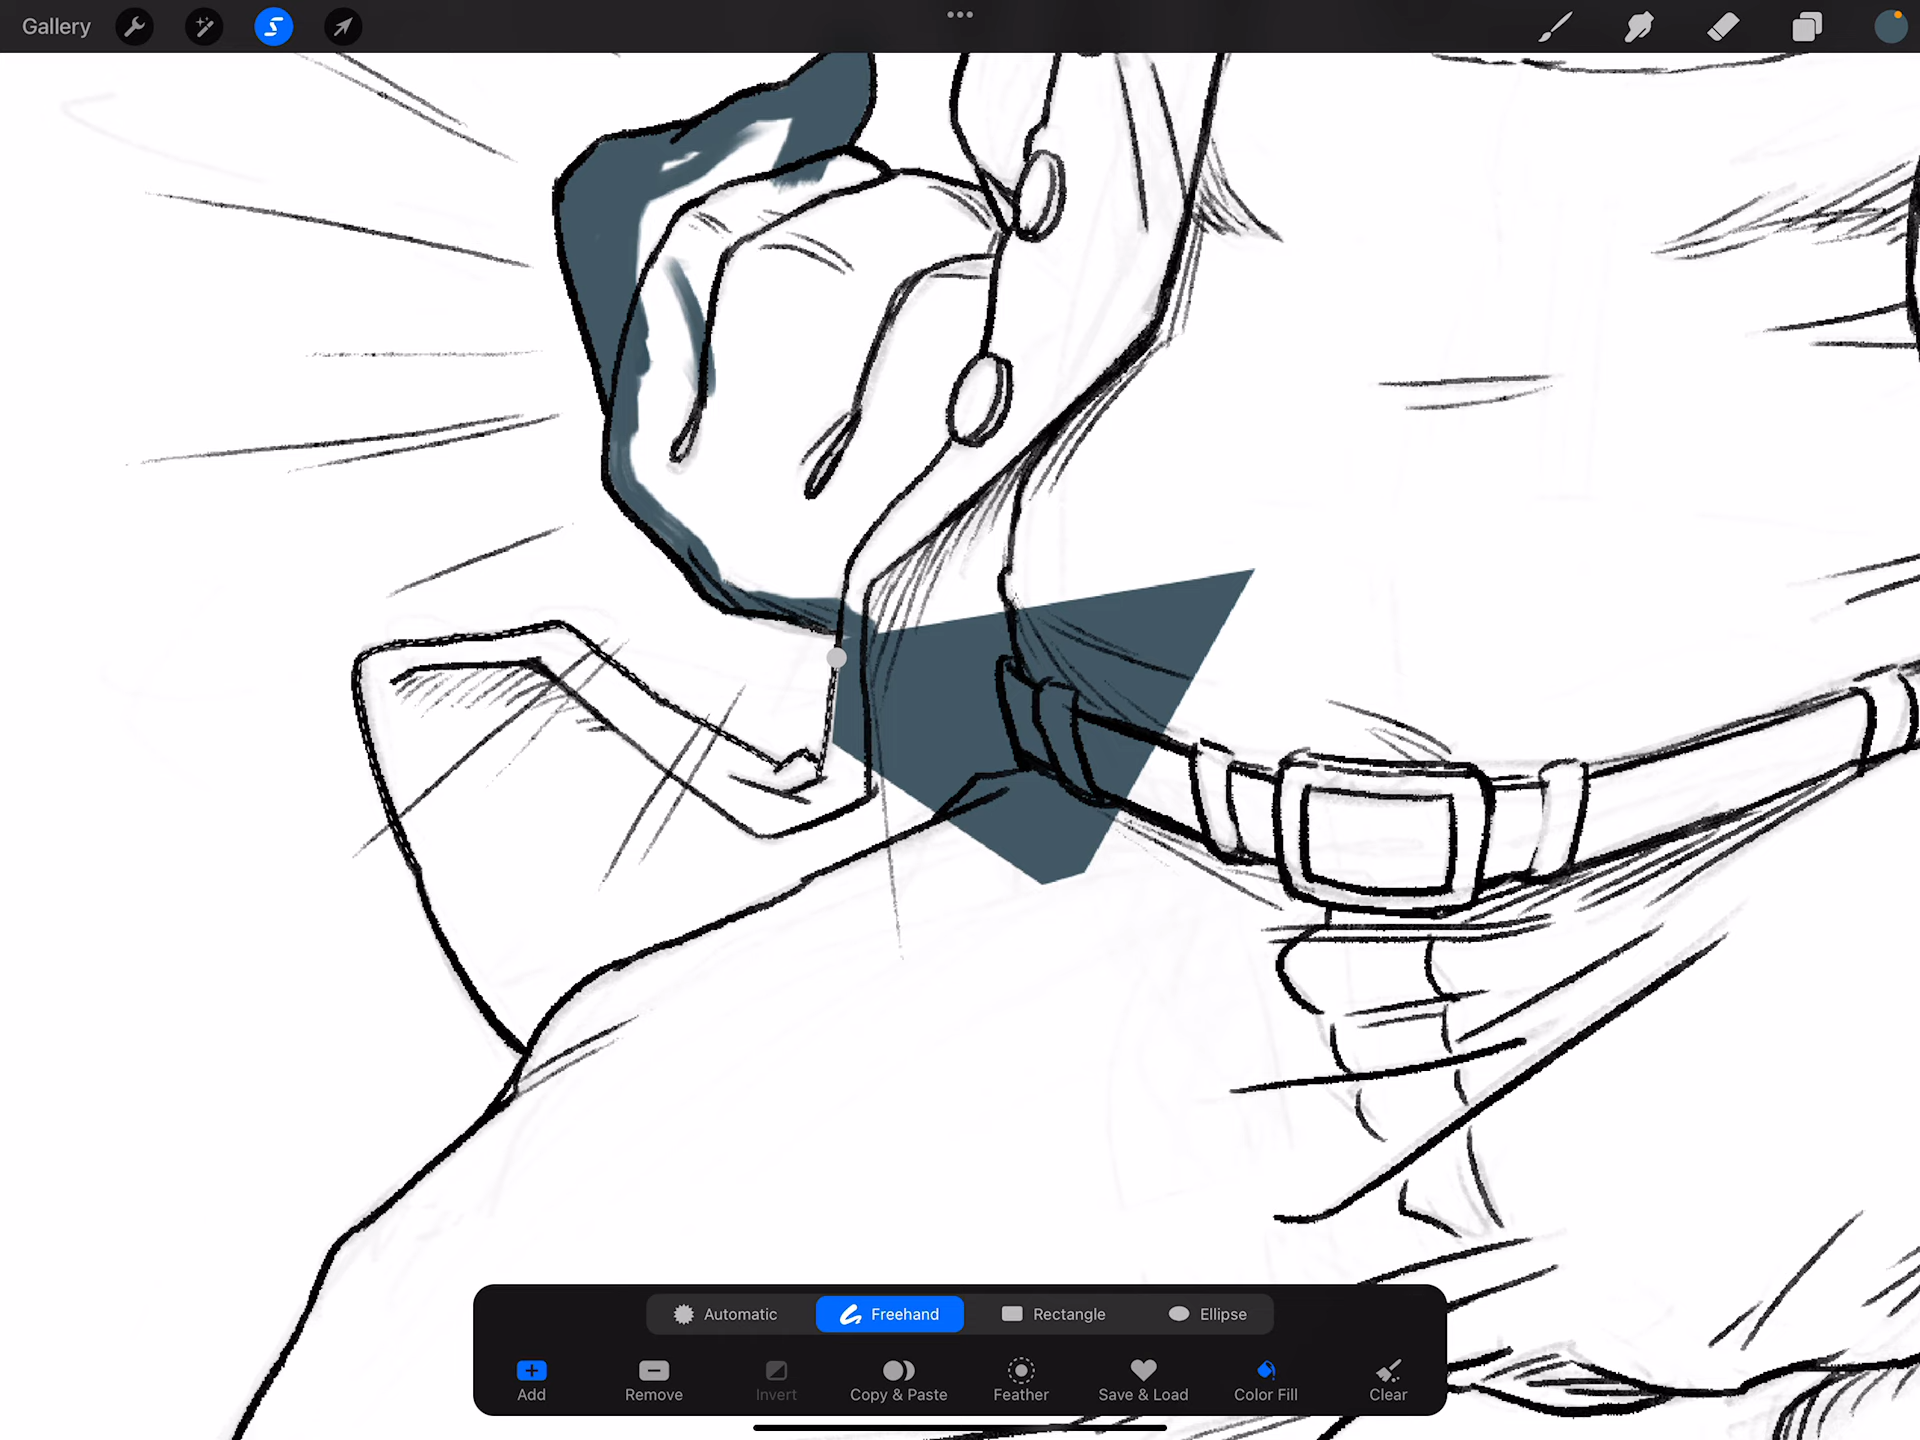 Gallery
Automatic Freehand Rectangle Ellipse
Add Remove Invert Copy & Paste Feather Save & Load Color Fill Clear